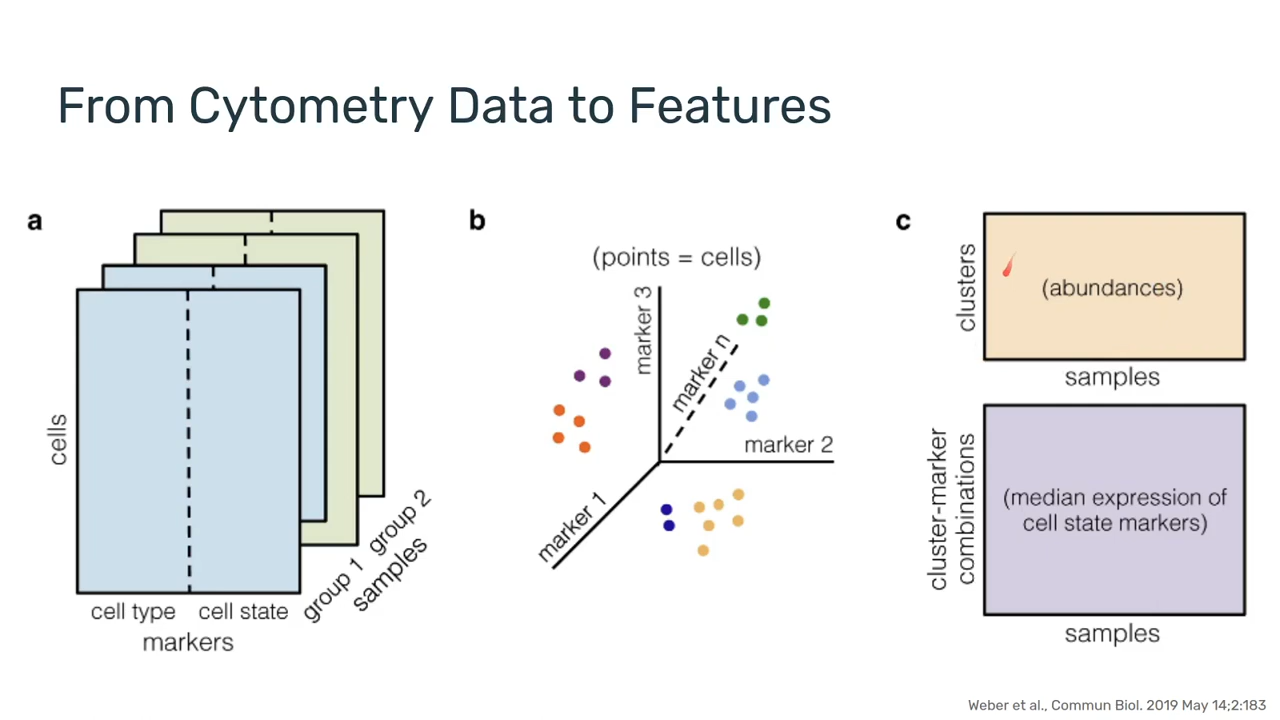 From Cytometry Data to Features
a
cells
cell type
cell state
markers
group 1
group 2
samples
b
(points = cells)
marker 3
marker n
marker 2
marker 1
c
clusters
(abundances)
samples
cluster-marker
combinations
(median expression of
cell state markers)
samples
Weber et al., Commun Biol. 2019 May 14;2:183